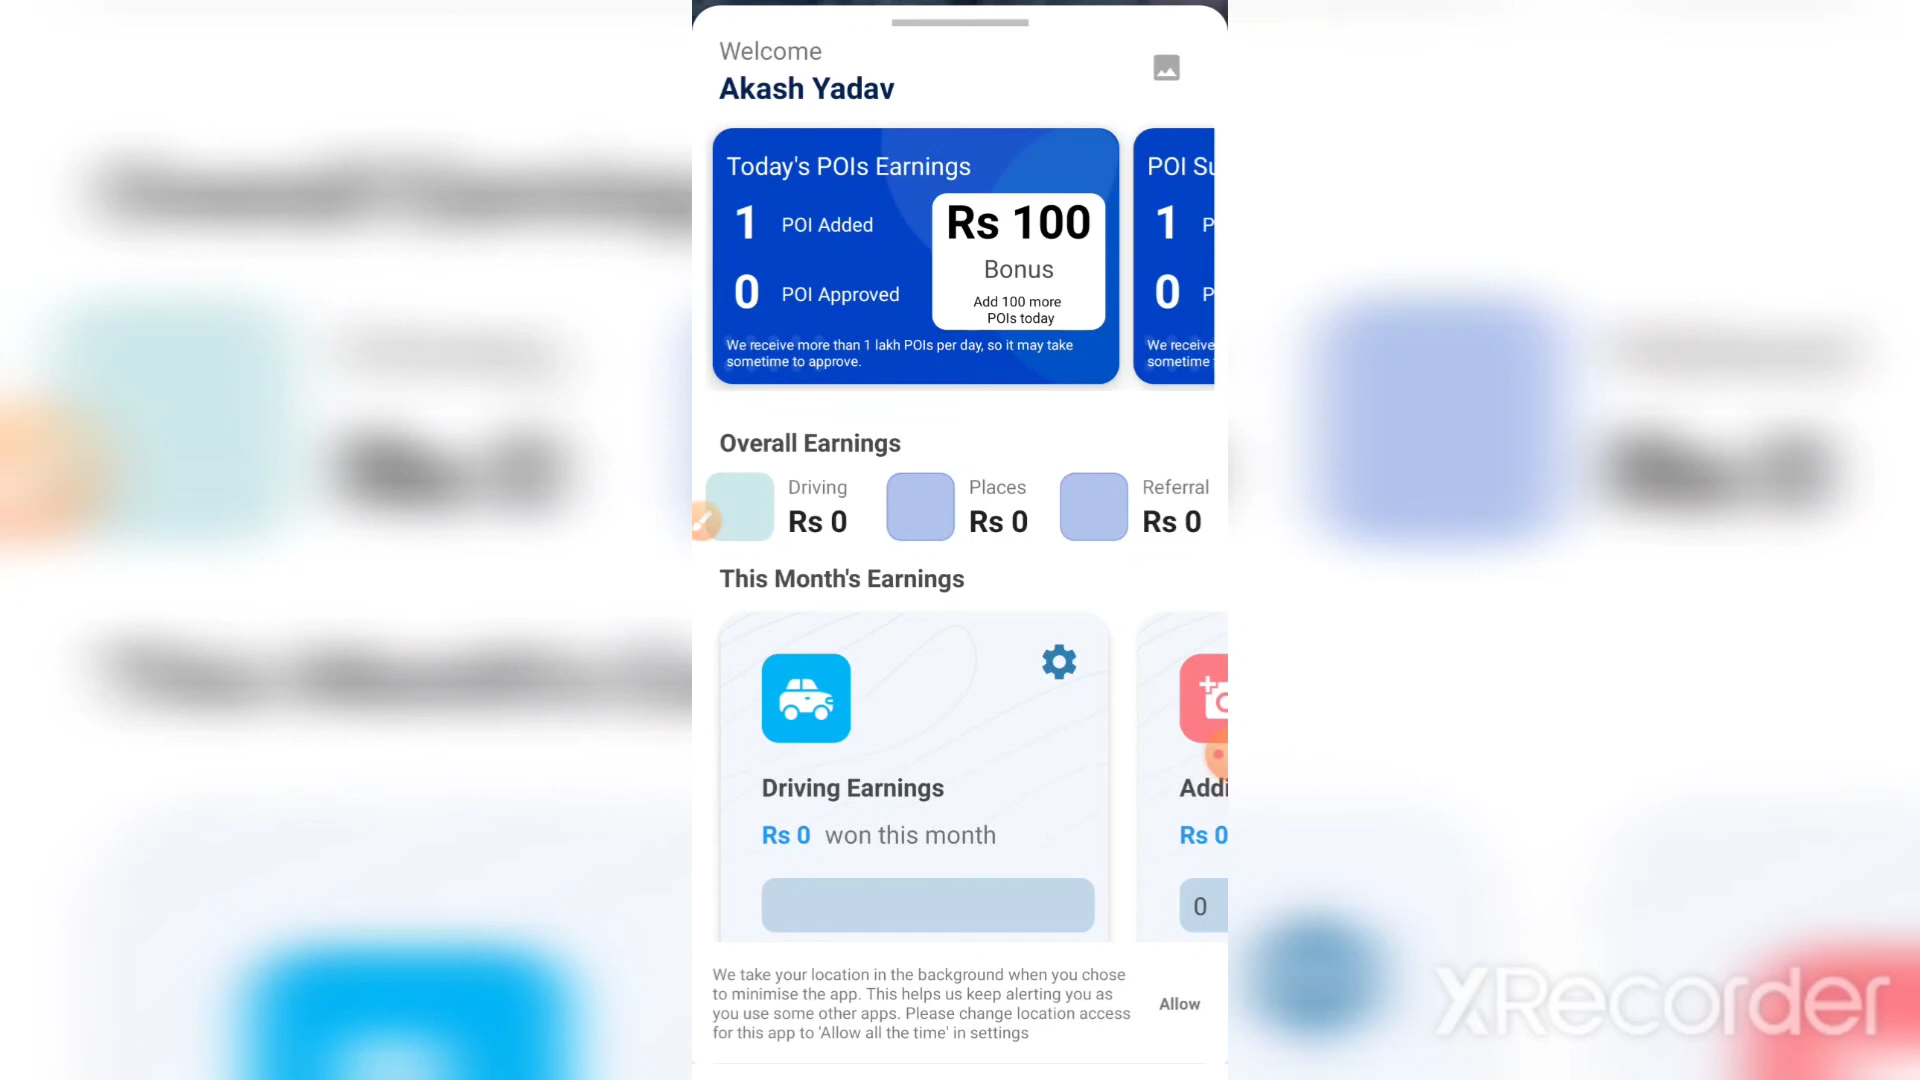 Welcome
Akash Yadav
Today's POIs Earnings
1 POI Added
0 POI Approved
Rs 100
Bonus
Add 100 more
POIs today
We receive more than 1 lakh POIs per day, so it may take
sometime to approve.
POI Su
1 P
0 P
We receive
sometime
Overall Earnings
Driving
Rs 0
Places
Rs 0
Referral
Rs 0
This Month's Earnings
Driving Earnings
Rs 0 won this month
Addi
Rs 0
0
We take your location in the background when you chose
to minimise the app. This helps us keep alerting you as
you use some other apps. Please change location access
for this app to 'Allow all the time' in settings
Allow
XRecorder